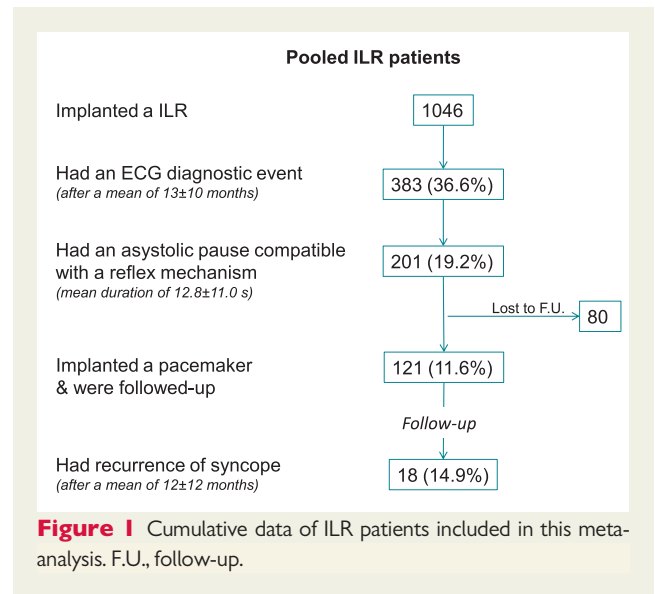 Pooled ILR patients
Implanted a ILR
1046
Had an ECG diagnostic event
(after a mean of 13±10 months)
383 (36.6%)
Had an asystolic pause compatible
with a reflex mechanism
(mean duration of 12.8±11.0 s)
201 (19.2%)
Lost to F.U.
80
Implanted a pacemaker
& were followed-up
121 (11.6%)
Follow-up
Had recurrence of syncope
(after a mean of 12±12 months)
18 (14.9%)
Figure 1 Cumulative data of ILR patients included in this meta-
analysis. F.U., follow-up.